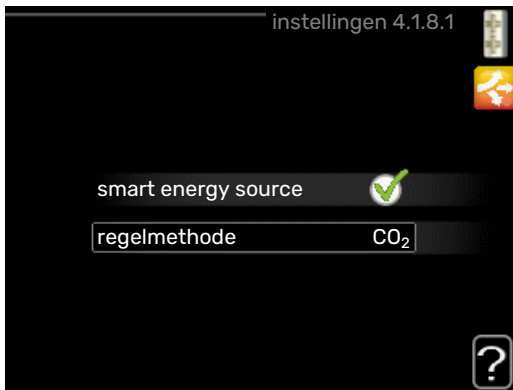 instellingen 4.1.8.1
smart energy source
regelmethode CO₂
?